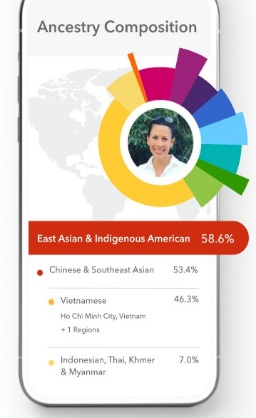 Ancestry Composition
East Asian & Indigenous American 58.6%
Chinese & Southeast Asian 53.4%
Vietnamese 46.3%
Ho Chi Minh City, Vietnam
+ 1 Regions
Indonesian, Thai, Khmer 7.0%
& Myanmar